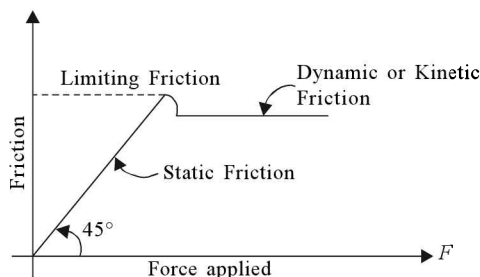 Limiting Friction
Dynamic or Kinetic
Friction
Friction
Static Friction
45°
Force applied
F